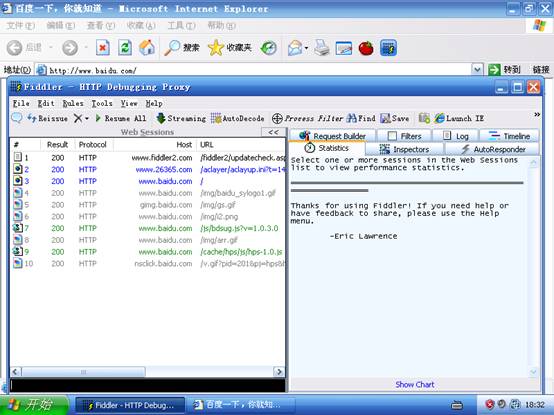 百度一下，你就知道 - Microsoft Internet Explorer
文件(F) 编辑(E) 查看(V) 收藏(A) 工具(T) 帮助(H)
后退 搜索 收藏夹
地址(D) http://www.baidu.com/ 转到 链接
Fiddler - HTTP Debugging Proxy
File Edit Rules Tools View Help
Reissue Resume All Streaming AutoDecode Process Filter Find Save Launch IE »
Web Sessions <<
# Result Protocol Host URL
1 200 HTTP www.fiddler2.com /fiddler2/updatecheck.asp
2 200 HTTP www.26365.com /aclayer/aclayup.ini?t=14
3 200 HTTP www.baidu.com /
4 200 HTTP www.baidu.com /img/baidu_sylogo1.gif
5 200 HTTP gimg.baidu.com /img/gs.gif
6 200 HTTP www.baidu.com /img/i2.png
7 200 HTTP www.baidu.com /js/bdsug.js?v=1.0.3.0
8 200 HTTP www.baidu.com /img/arr.gif
9 200 HTTP www.baidu.com /cache/hps/js/hps-1.0.js
10 200 HTTP nsclick.baidu.com /v.gif?pid=201&pj=hps&
Request Builder Filters Log Timeline
Statistics Inspectors AutoResponder
Select one or more sessions in the Web Sessions
list to view performance statistics.
Thanks for using Fiddler! If you need help or
have feedback to share, please use the Help
menu.
-Eric Lawrence
Show Chart
开始 Fiddler - HTTP Debug... 百度一下，你就知... 18:32